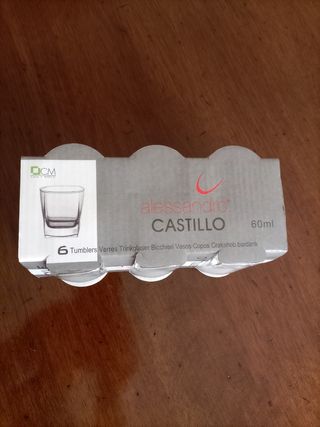 CM
alessandro
CASTILLO
60ml
6 Tumblers Verres Trinkgläser Bicchieri Vasos Copos